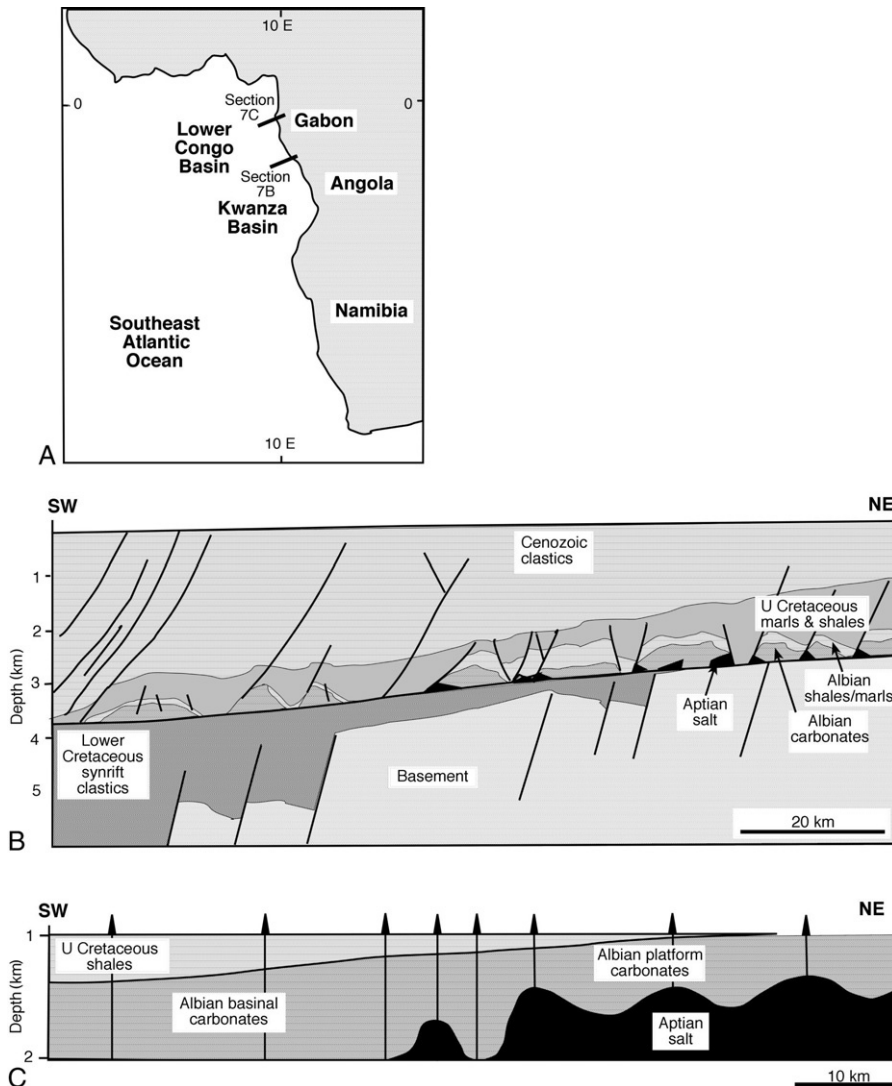 10 E
0
0
Section
7C
Gabon
Lower
Congo
Basin
Section
7B
Angola
Kwanza
Basin
Namibia
Southeast
Atlantic
Ocean
10 E
A
SW
NE
Cenozoic
clastics
1
2
3
4
5
Depth (km)
U Cretaceous
marls & shales
Albian
shales/marls
Aptian
salt
Albian
carbonates
Lower
Cretaceous
synrift
clastics
Basement
20 km
B
SW
NE
1
2
Depth (km)
U Cretaceous
shales
Albian platform
carbonates
Albian basinal
carbonates
Aptian
salt
10 km
C